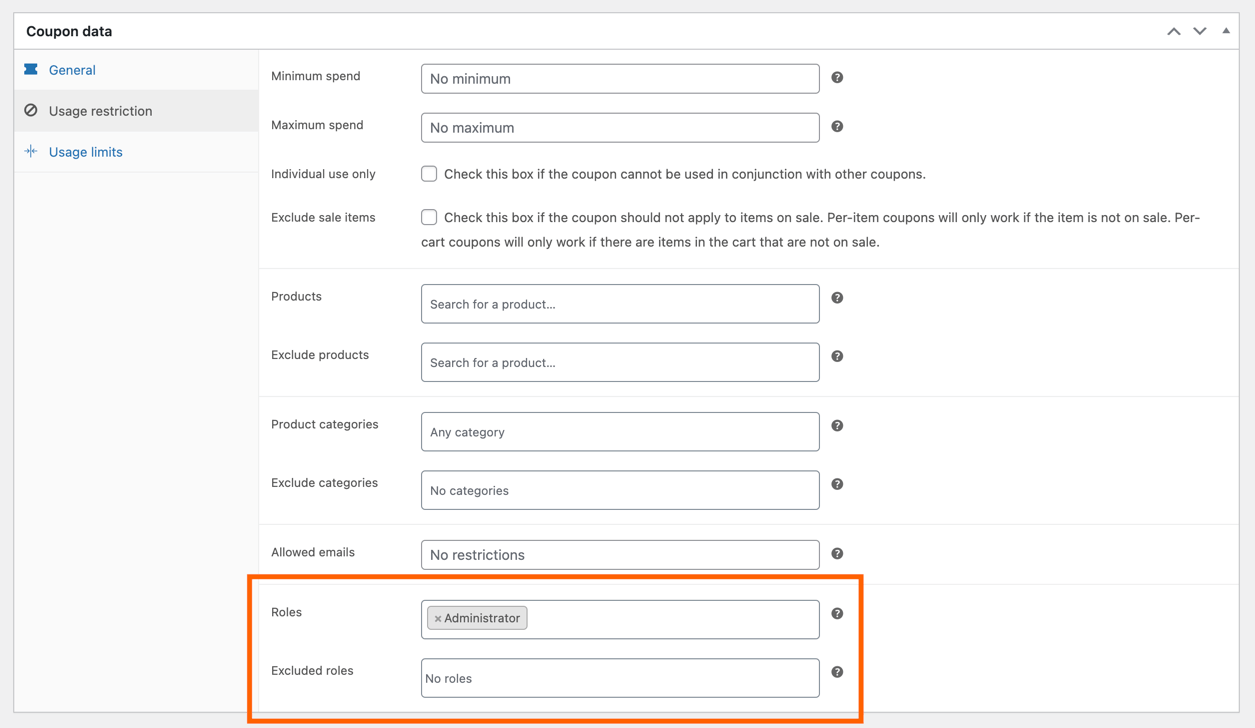 Coupon data
General
Usage restriction
Usage limits
Minimum spend
No minimum
Maximum spend
No maximum
Individual use only
Check this box if the coupon cannot be used in conjunction with other coupons.
Exclude sale items
Check this box if the coupon should not apply to items on sale. Per-item coupons will only work if the item is not on sale. Per-
cart coupons will only work if there are items in the cart that are not on sale.
Products
Search for a product…
Exclude products
Search for a product…
Product categories
Any category
Exclude categories
No categories
Allowed emails
No restrictions
Roles
× Administrator
Excluded roles
No roles